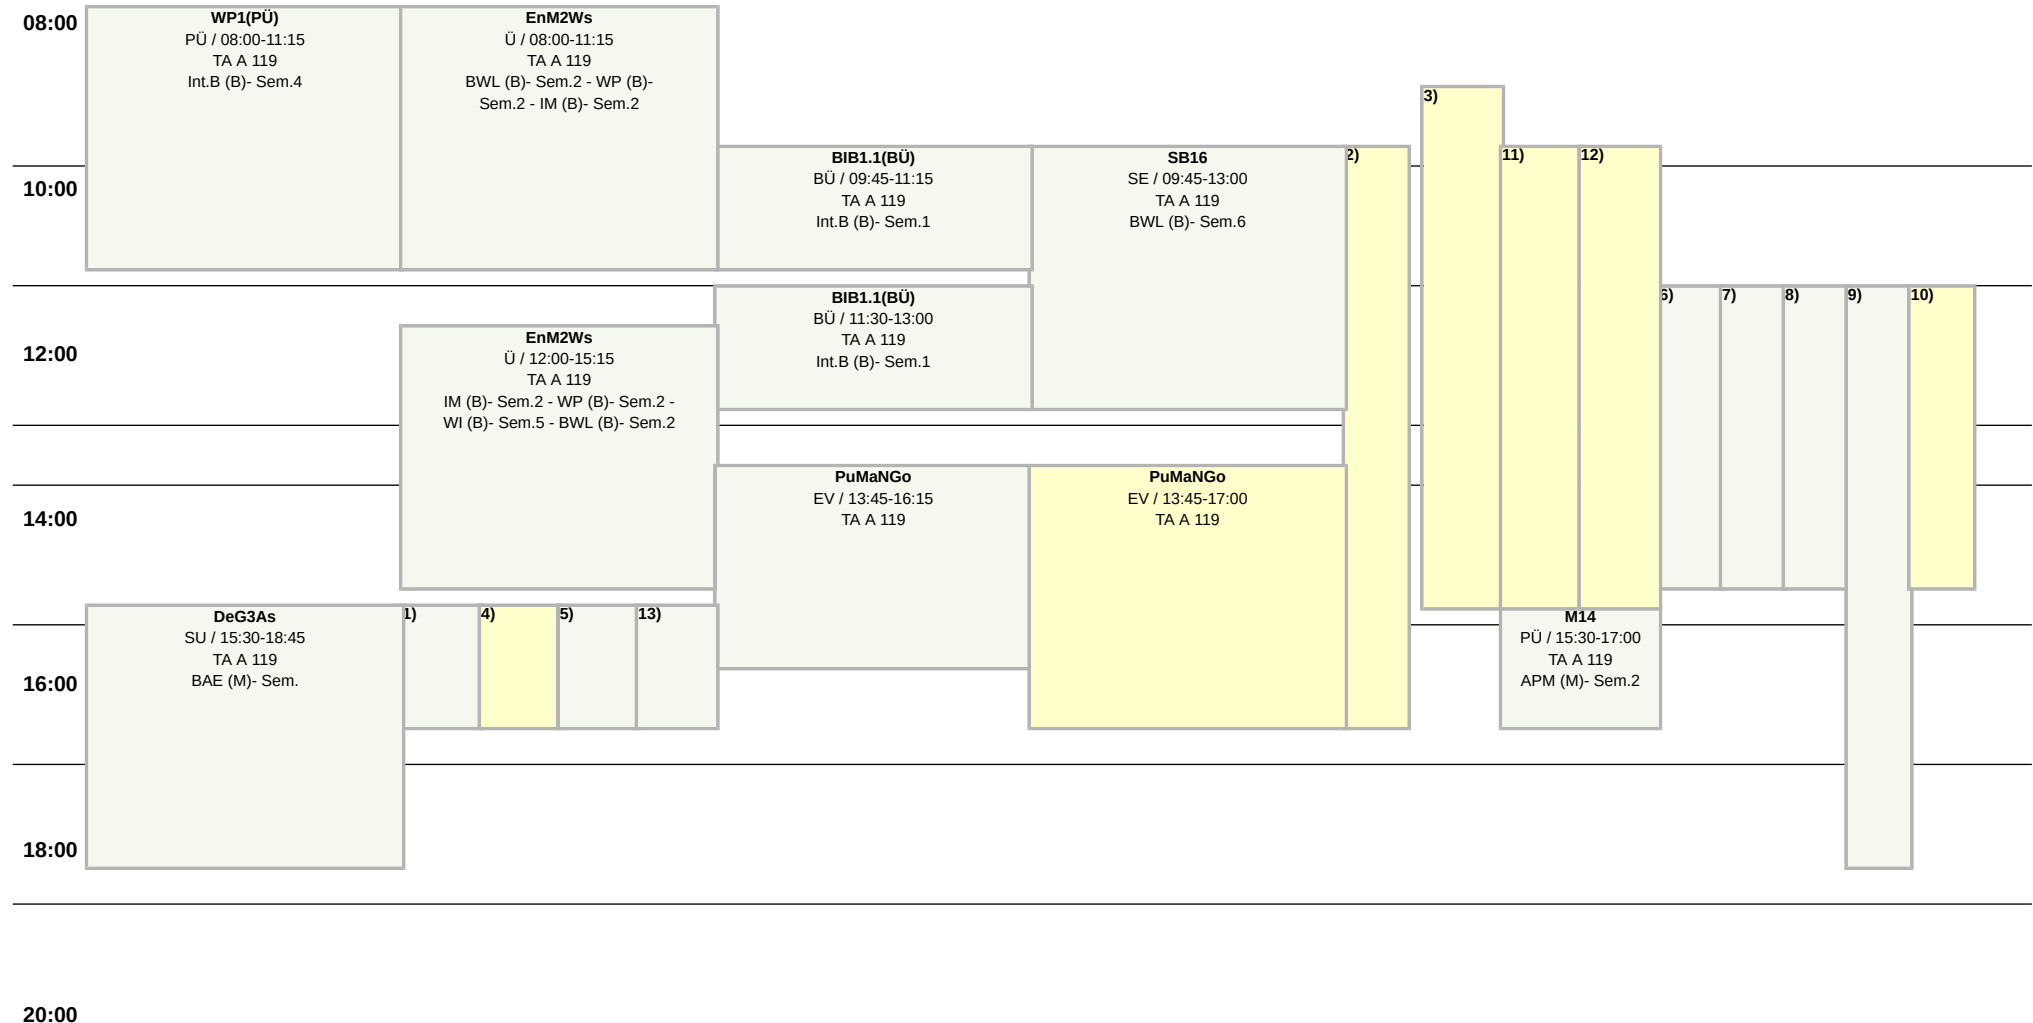 08:00
WP1(PÜ)
PÜ / 08:00-11:15
TA A 119
Int.B (B)- Sem.4
EnM2Ws
Ü / 08:00-11:15
TA A 119
BWL (B)- Sem.2 - WP (B)-
Sem.2 - IM (B)- Sem.2
3)
BIB1.1(BÜ)
BÜ / 09:45-11:15
TA A 119
Int.B (B)- Sem.1
SB16
SE / 09:45-13:00
TA A 119
BWL (B)- Sem.6
2)
11)
12)
10:00
BIB1.1(BÜ)
BÜ / 11:30-13:00
TA A 119
Int.B (B)- Sem.1
6)
7)
8)
9)
10)
12:00
EnM2Ws
Ü / 12:00-15:15
TA A 119
IM (B)- Sem.2 - WP (B)- Sem.2 -
WI (B)- Sem.5 - BWL (B)- Sem.2
PuMaNGo
EV / 13:45-16:15
TA A 119
PuMaNGo
EV / 13:45-17:00
TA A 119
14:00
DeG3As
SU / 15:30-18:45
TA A 119
BAE (M)- Sem.
1)
4)
5)
13)
M14
PÜ / 15:30-17:00
TA A 119
APM (M)- Sem.2
16:00
18:00
20:00